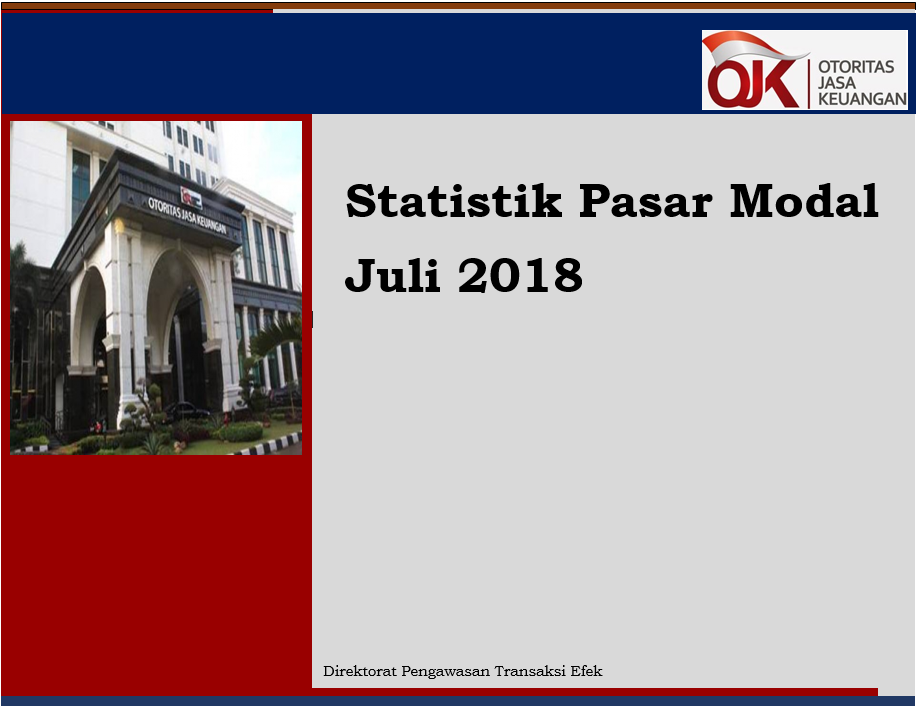 OJK
OTORITAS
JASA
KEUANGAN
OTORITAS JASA KEUANGAN
Statistik Pasar Modal
Juli 2018
Direktorat Pengawasan Transaksi Efek